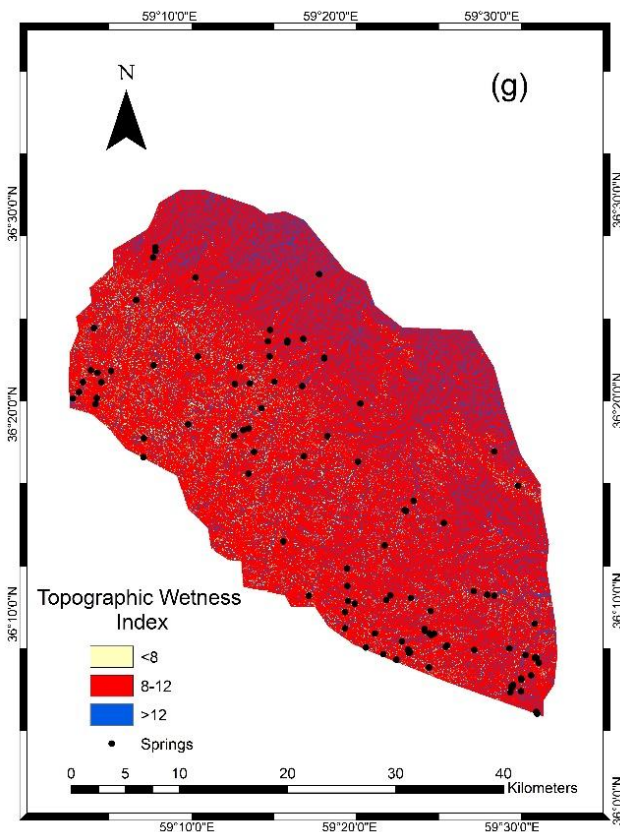 59°10'0"E
59°20'0"E
59°30'0"E
N
(g)
36°30'0"N
36°30'0"N
36°20'0"N
36°20'0"N
36°10'0"N
36°10'0"N
36°0'0"N
Topographic Wetness
Index
<8
8-12
>12
Springs
0 5 10 20 30 40
Kilometers
59°10'0"E
59°20'0"E
59°30'0"E